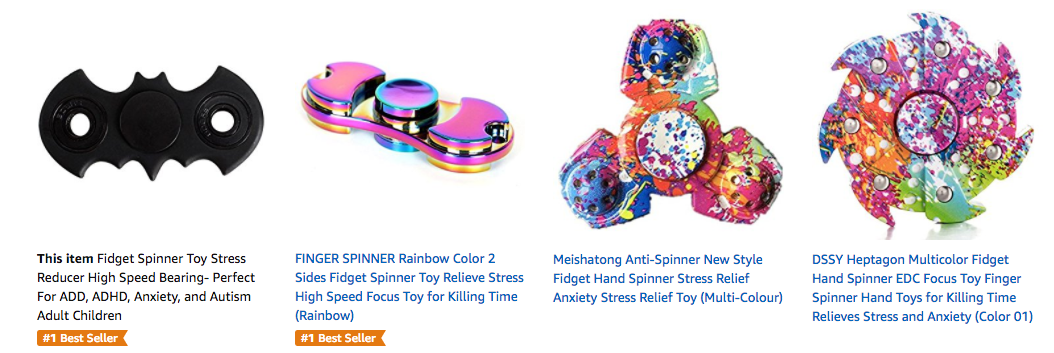 This item Fidget Spinner Toy Stress
Reducer High Speed Bearing- Perfect
For ADD, ADHD, Anxiety, and Autism
Adult Children
#1 Best Seller
FINGER SPINNER Rainbow Color 2
Sides Fidget Spinner Toy Relieve Stress
High Speed Focus Toy for Killing Time
(Rainbow)
#1 Best Seller
Meishatong Anti-Spinner New Style
Fidget Hand Spinner Stress Relief
Anxiety Stress Relief Toy (Multi-Colour)
DSSY Heptagon Multicolor Fidget
Hand Spinner EDC Focus Toy Finger
Spinner Hand Toys for Killing Time
Relieves Stress and Anxiety (Color 01)